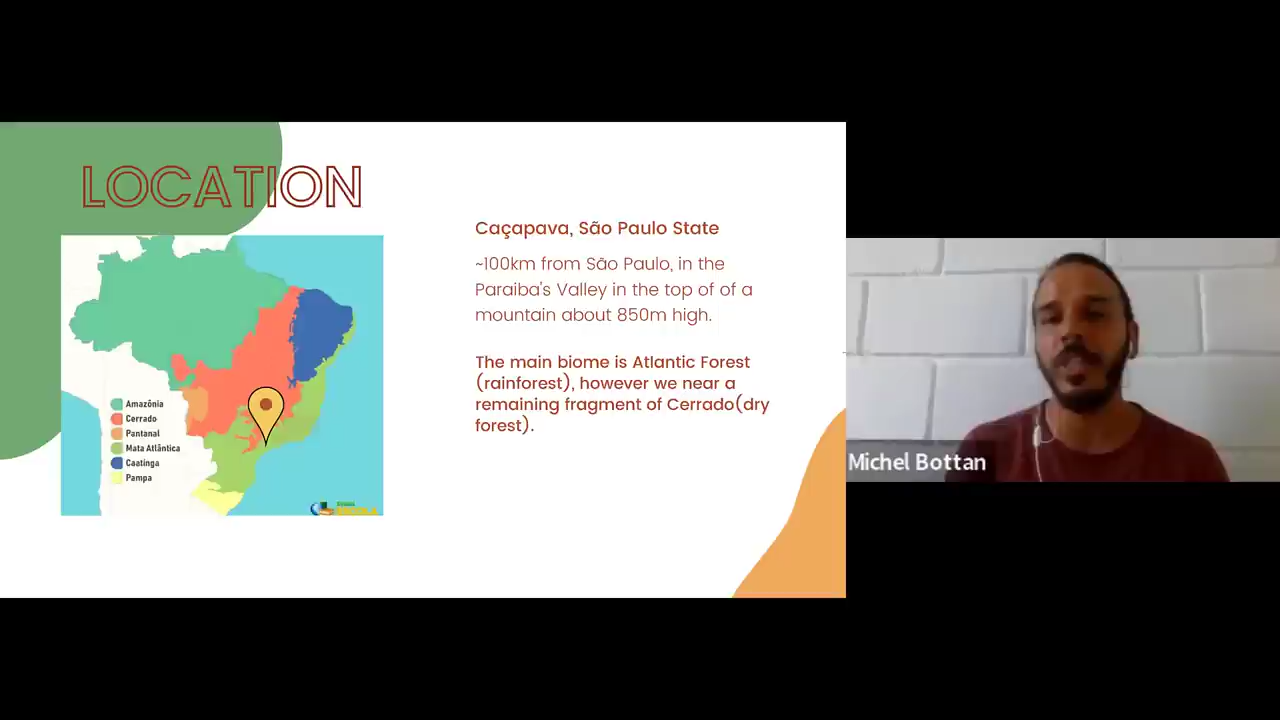 LOCATION
Caçapava, São Paulo State
~100km from São Paulo, in the
Paraiba's Valley in the top of of a
mountain about 850m high.
The main biome is Atlantic Forest
(rainforest), however we near a
remaining fragment of Cerrado(dry
forest).
Amazônia
Cerrado
Pantanal
Mata Atlântica
Caatinga
Pampa
Michel Bottan